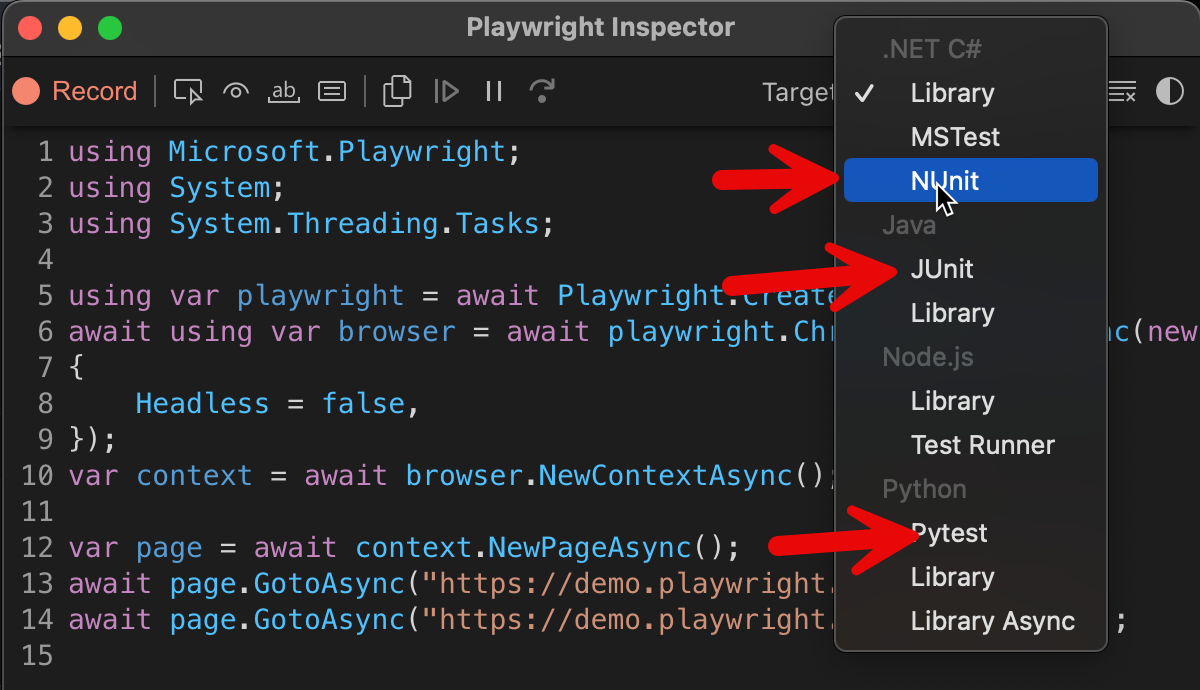 Playwright Inspector
Record
ab
Target
.NET C#
✓ Library
MSTest
NUnit
Java
JUnit
Library
Node.js
Library
Test Runner
Python
Pytest
Library
Library Async
1 using Microsoft.Playwright;
2 using System;
3 using System.Threading.Tasks;
4
5 using var playwright = await Playwright.Create
6 await using var browser = await playwright.Chr nc(new
7 {
8     Headless = false,
9 });
10 var context = await browser.NewContextAsync();
11
12 var page = await context.NewPageAsync();
13 await page.GotoAsync("https://demo.playwright.
14 await page.GotoAsync("https://demo.playwright. ;
15